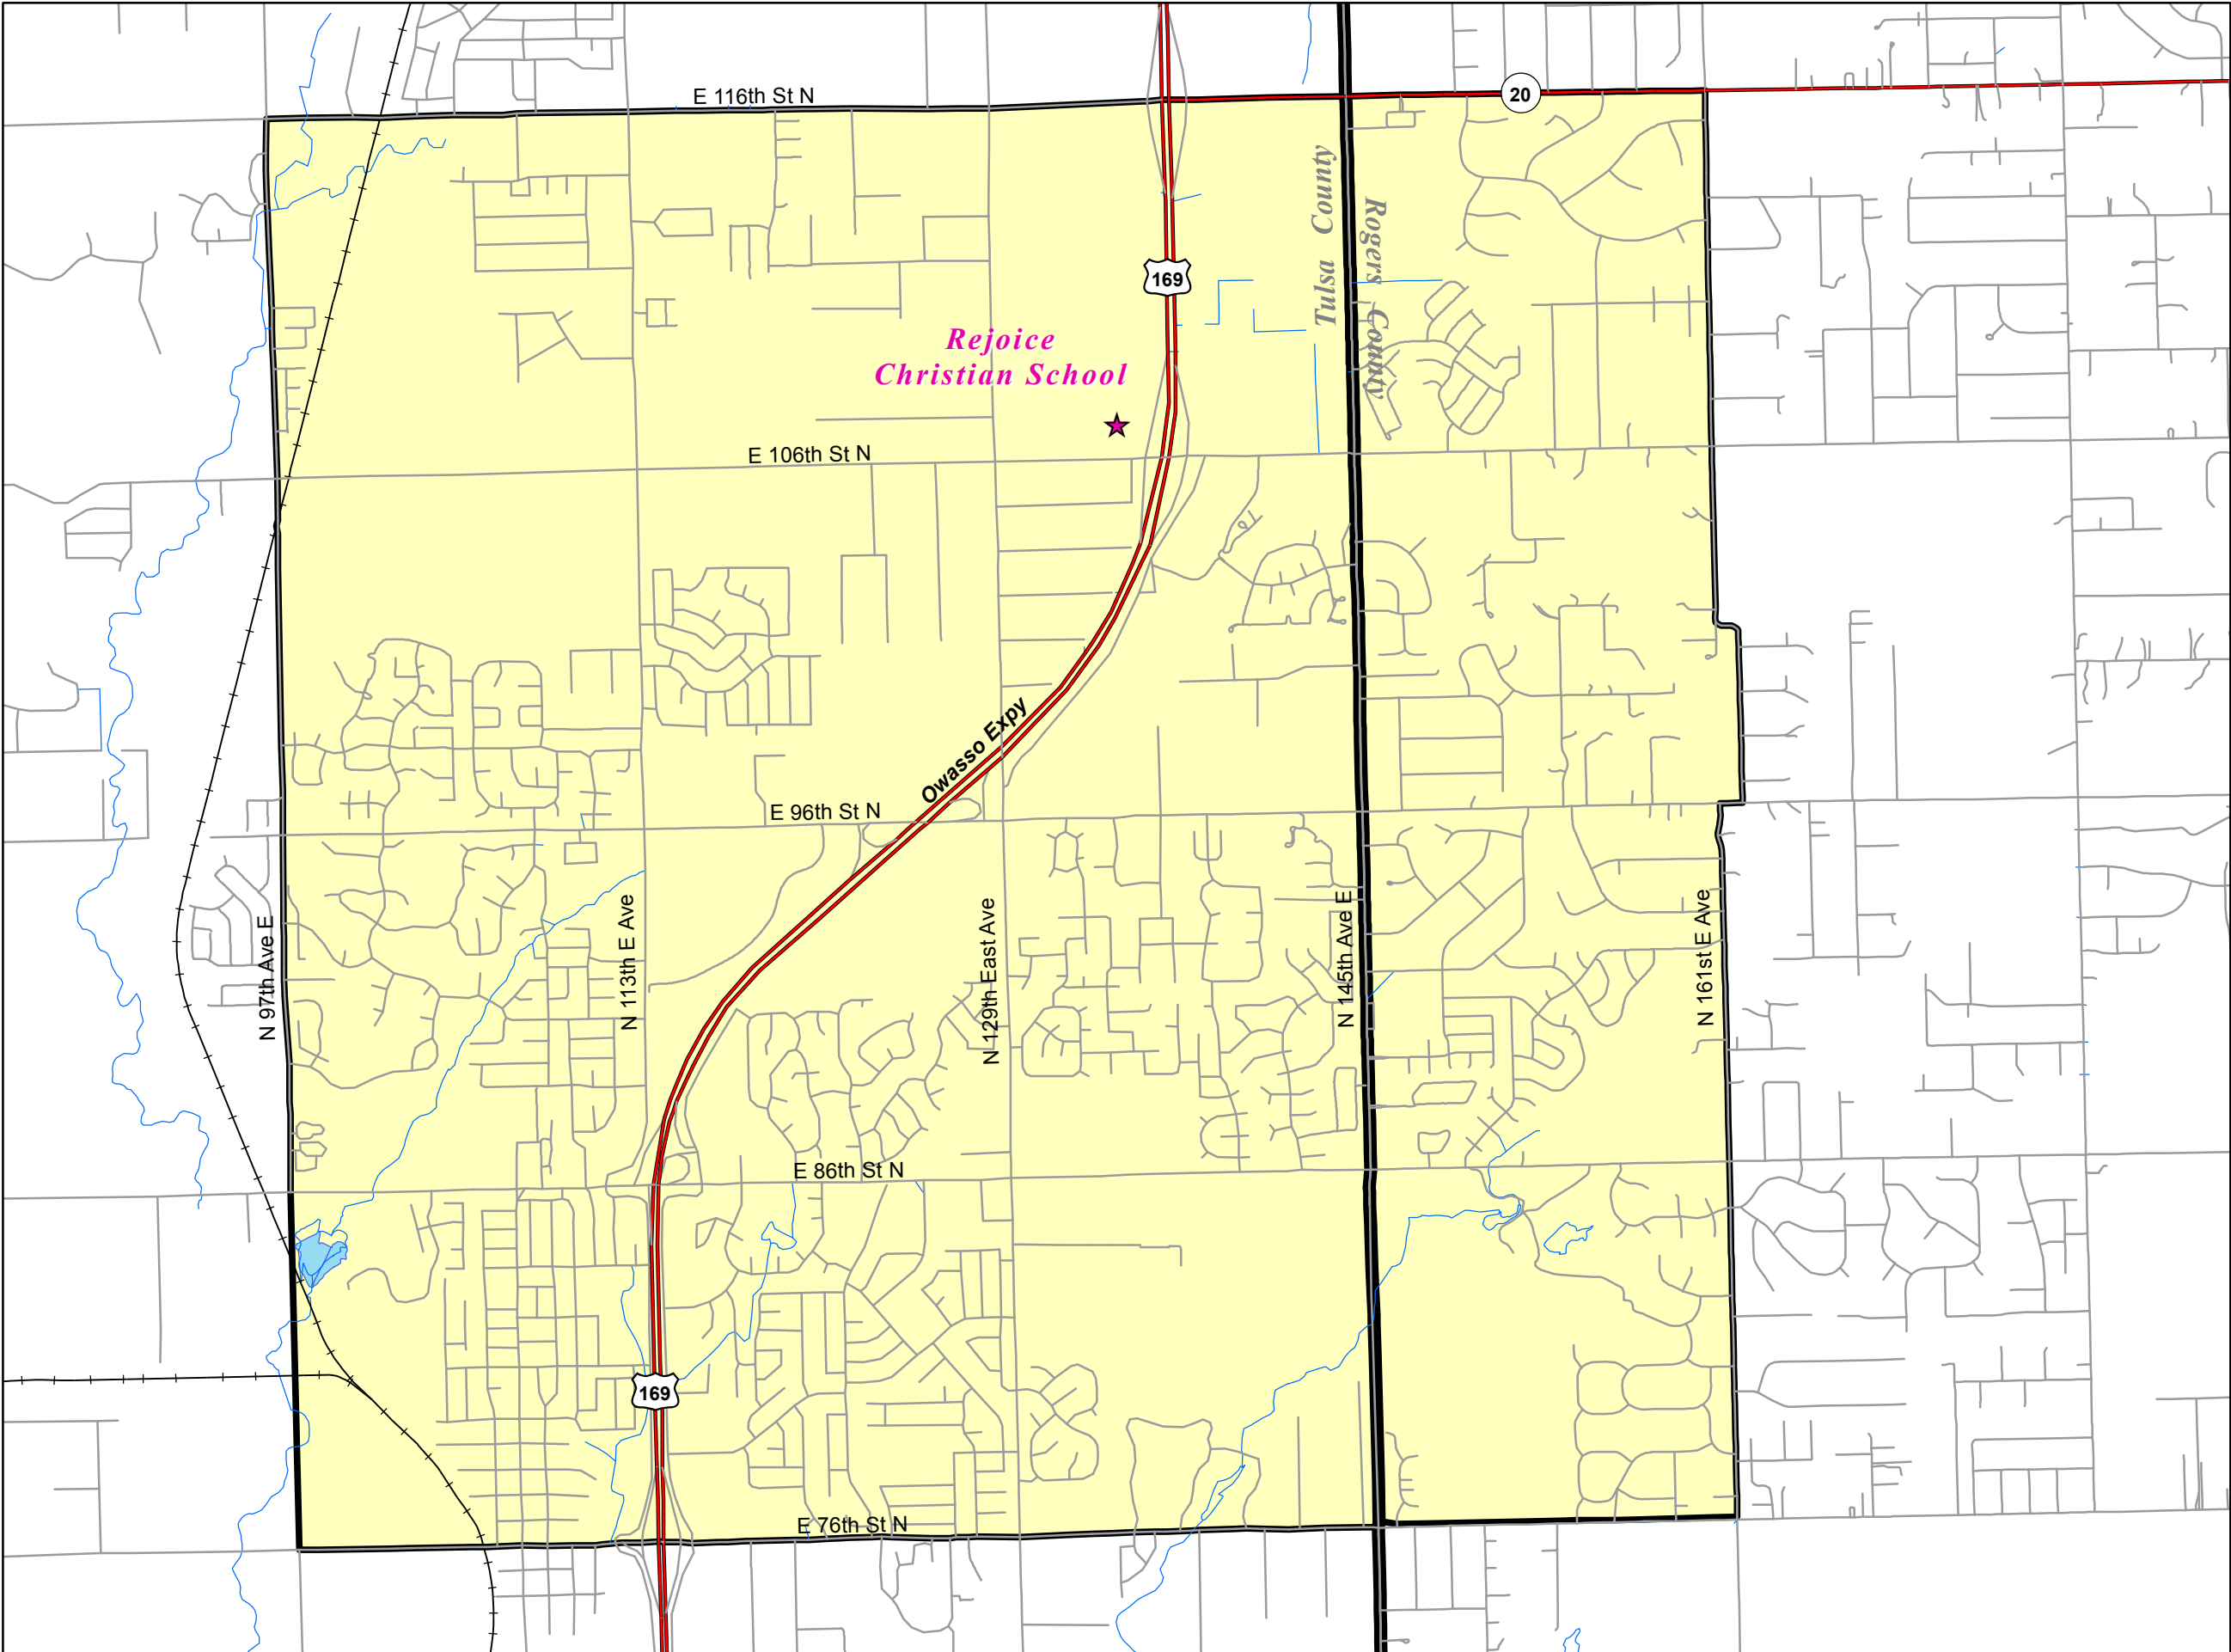 E 116th St N
20
Tulsa County
Rogers County
169
Rejoice
Christian School
E 106th St N
Owasso Expy
E 96th St N
N 97th Ave E
N 113th E Ave
N 129th East Ave
N 145th Ave E
N 161st E Ave
E 86th St N
169
E 76th St N